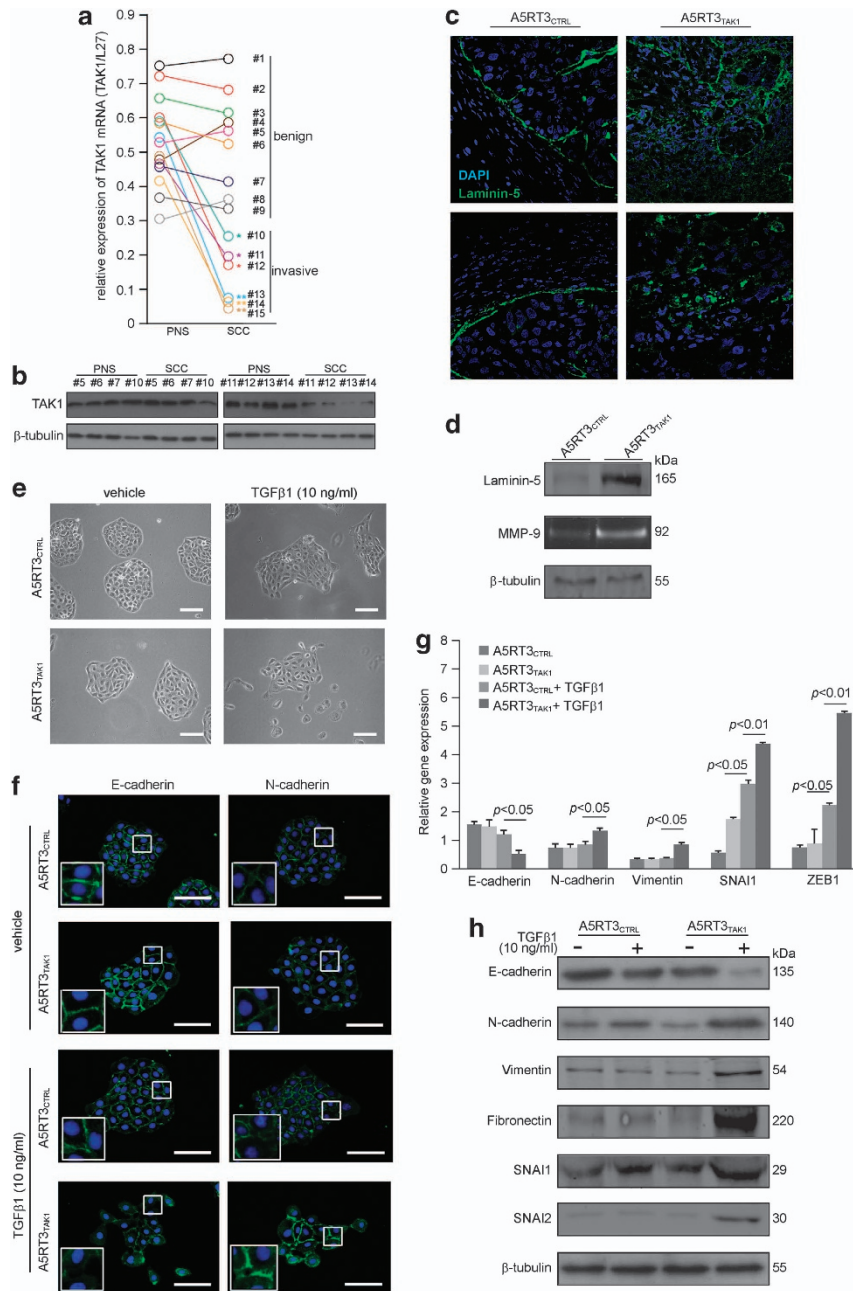 a
relative expression of TAK1 mRNA (TAK1/L27)
0.9
0.8
0.7
0.6
0.5
0.4
0.3
0.2
0.1
0
PNS
SCC
#1
#2
#3
#4
#5
#6
#7
#8
#9
* #10
* #11
* #12
** #13
** #14
** #15
benign
invasive
b
PNS SCC PNS SCC
#5 #6 #7 #10 #5 #6 #7 #10 #11 #12 #13 #14 #11 #12 #13 #14
TAK1
β-tubulin
c
A5RT3CTRL A5RT3TAK1
DAPI
Laminin-5
d
A5RT3CTRL A5RT3TAK1
kDa
Laminin-5 165
MMP-9 92
β-tubulin 55
e
vehicle TGFβ1 (10 ng/ml)
A5RT3CTRL
A5RT3TAK1
f
E-cadherin N-cadherin
vehicle
A5RT3CTRL
A5RT3TAK1
TGFβ1 (10 ng/ml)
A5RT3CTRL
A5RT3TAK1
g
Relative gene expression
8
7
6
5
4
3
2
1
0
A5RT3CTRL
A5RT3TAK1
A5RT3CTRL + TGFβ1
A5RT3TAK1 + TGFβ1
p<0.05
p<0.05
p<0.05
p<0.05
p<0.01
p<0.05
p<0.01
E-cadherin N-cadherin Vimentin SNAI1 ZEB1
h
A5RT3CTRL A5RT3TAK1
TGFβ1
(10 ng/ml) − + − + kDa
E-cadherin 135
N-cadherin 140
Vimentin 54
Fibronectin 220
SNAI1 29
SNAI2 30
β-tubulin 55